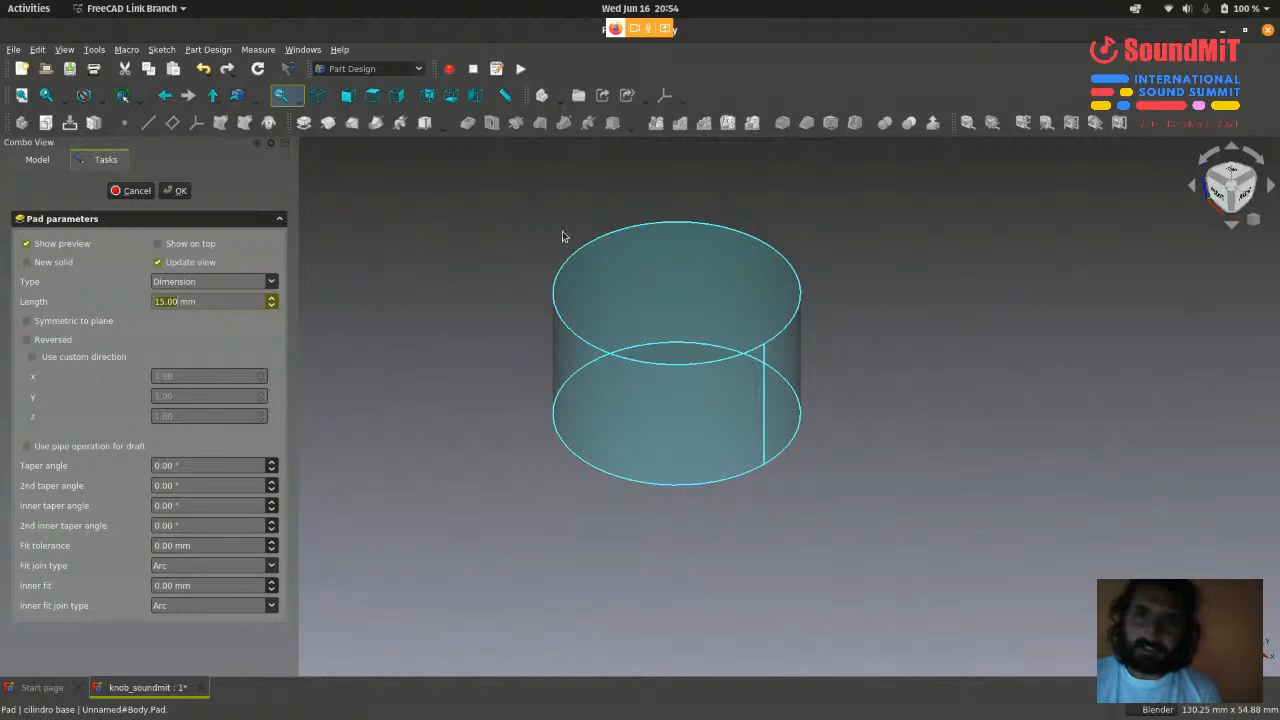 Activities
FreeCAD Link Branch
Wed Jun 16 20:54
100 %
File Edit View Tools Macro Sketch Part Design Measure Windows Help
Part Design
SoundMiT
INTERNATIONAL
SOUND SUMMIT
Combo View
Model
Tasks
Cancel
OK
Pad parameters
Show preview
Show on top
New solid
Update view
Type Dimension
Length 15.00 mm
Symmetric to plane
Reversed
Use custom direction
x 1.00
y 1.00
z 1.00
Use pipe operation for draft
Taper angle 0.00 °
2nd taper angle 0.00 °
Inner taper angle 0.00 °
2nd inner taper angle 0.00 °
Fit tolerance 0.00 mm
Fit join type Arc
Inner fit 0.00 mm
Inner fit join type Arc
Start page
knob_soundmit : 1*
Pad | cilindro base | Unnamed#Body.Pad.
Blender
130.25 mm x 54.88 mm